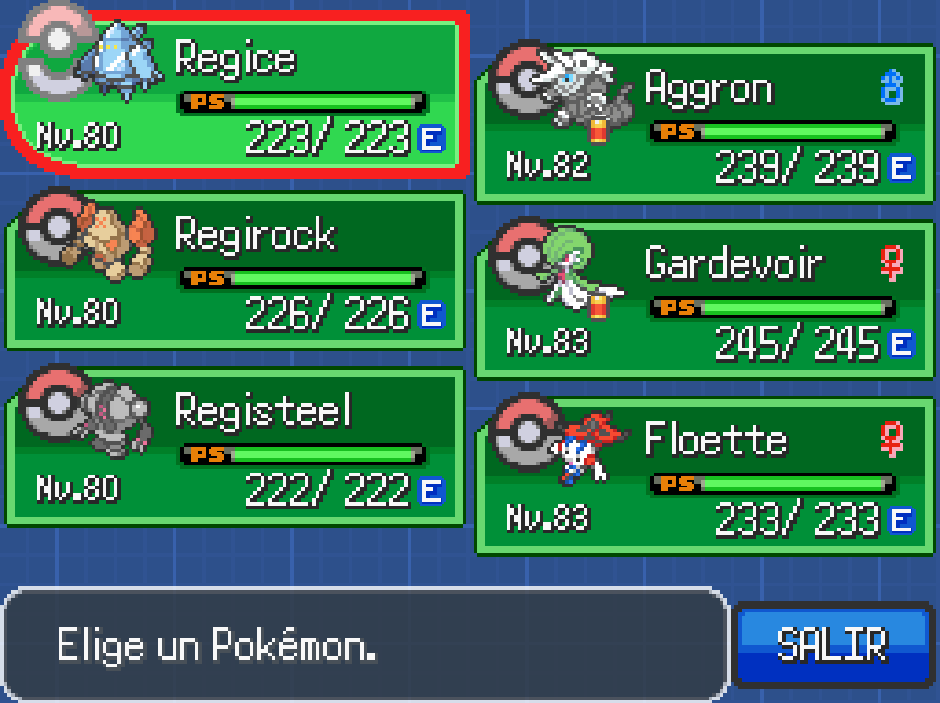 Regice
PS
Nv.80
223/ 223 E
Aggron ♂
PS
Nv.82
239/ 239 E
Regirock
PS
Nv.80
226/ 226 E
Gardevoir ♀
PS
Nv.83
245/ 245 E
Registeel
PS
Nv.80
222/ 222 E
Floette ♀
PS
Nv.83
233/ 233 E
Elige un Pokémon.
SALIR